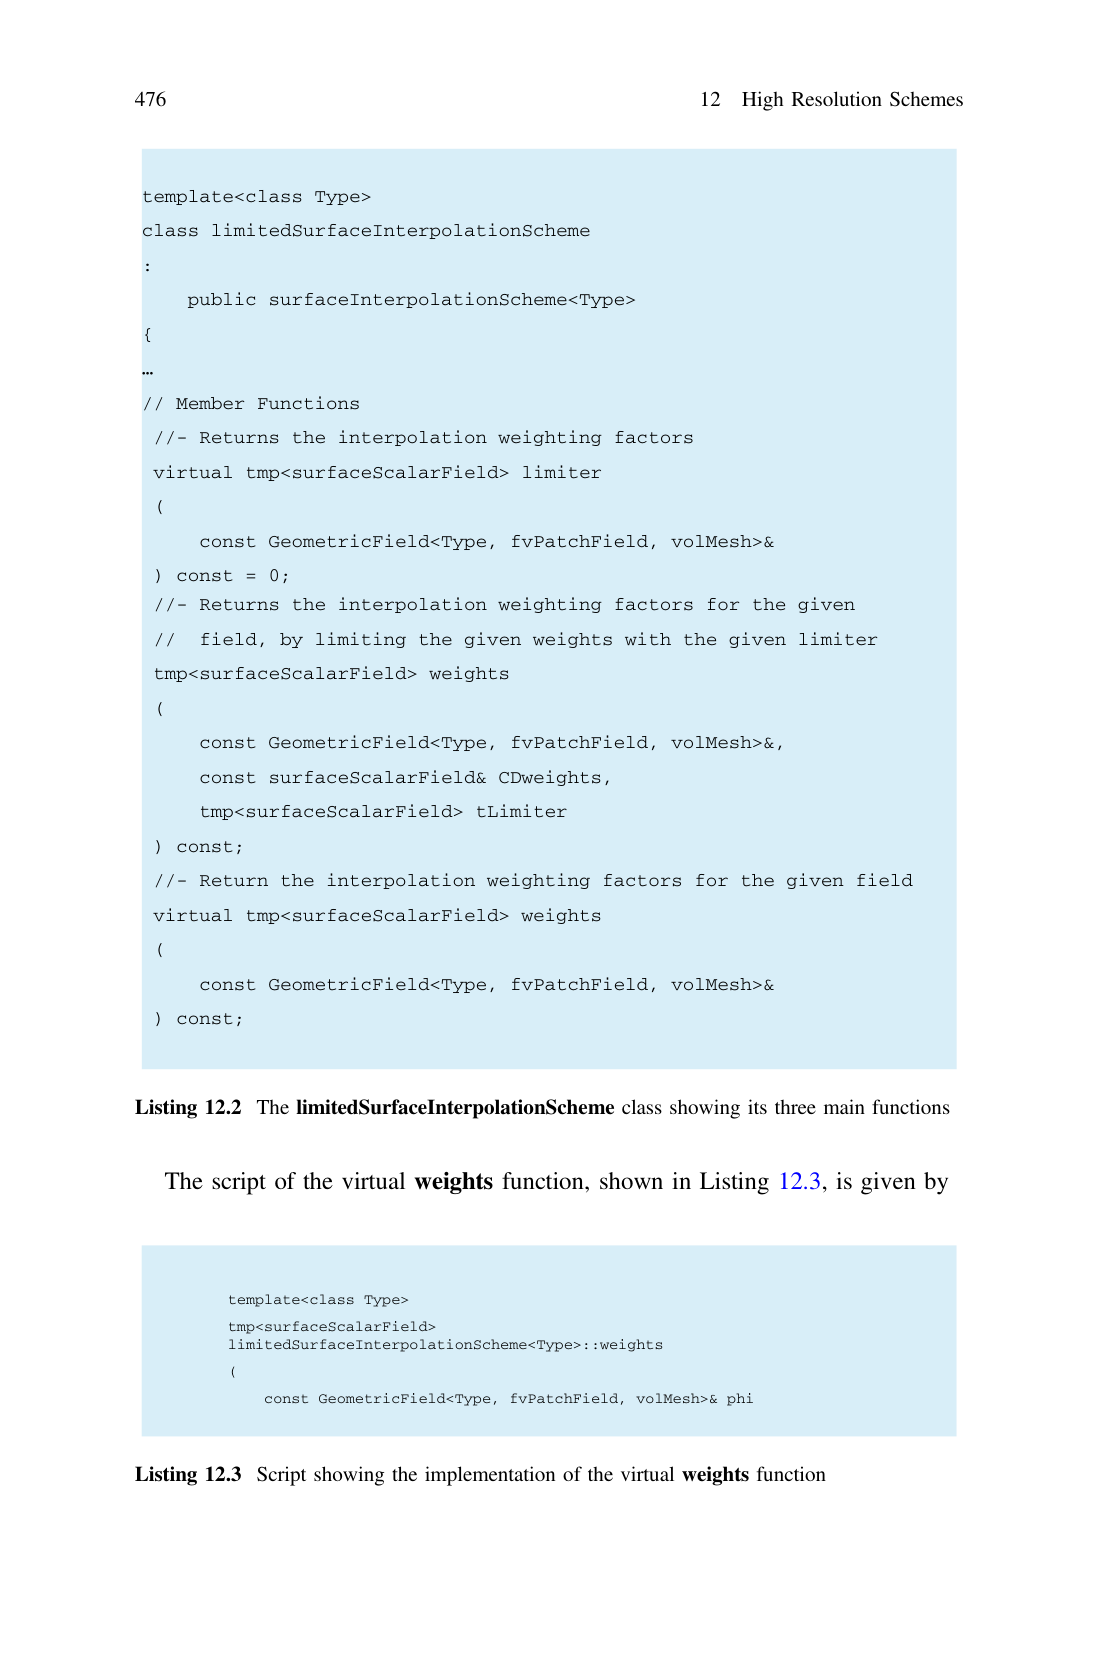 476 12 High Resolution Schemes
template<class Type>
class limitedSurfaceInterpolationScheme
:
    public surfaceInterpolationScheme<Type>
{
…
// Member Functions
 //- Returns the interpolation weighting factors
 virtual tmp<surfaceScalarField> limiter
 (
     const GeometricField<Type, fvPatchField, volMesh>&
 ) const = 0;
 //- Returns the interpolation weighting factors for the given
 //  field, by limiting the given weights with the given limiter
 tmp<surfaceScalarField> weights
 (
     const GeometricField<Type, fvPatchField, volMesh>&,
     const surfaceScalarField& CDweights,
     tmp<surfaceScalarField> tLimiter
 ) const;
 //- Return the interpolation weighting factors for the given field
 virtual tmp<surfaceScalarField> weights
 (
     const GeometricField<Type, fvPatchField, volMesh>&
 ) const;
Listing 12.2 The limitedSurfaceInterpolationScheme class showing its three main functions
The script of the virtual weights function, shown in Listing 12.3, is given by
template<class Type>
tmp<surfaceScalarField>
limitedSurfaceInterpolationScheme<Type>::weights
(
    const GeometricField<Type, fvPatchField, volMesh>& phi
Listing 12.3 Script showing the implementation of the virtual weights function